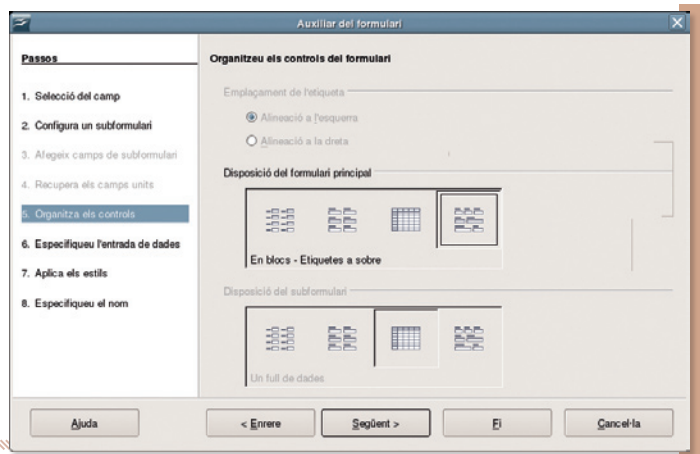 Auxiliar del formulari
Passos
1. Selecció del camp
2. Configura un subformulari
3. Afegeix camps de subformulari
4. Recupera els camps units
5. Organitza els controls
6. Especifiqueu l'entrada de dades
7. Aplica els estils
8. Especifiqueu el nom
Organitzeu els controls del formulari
Emplaçament de l'etiqueta
Alineació a l'esquerra
Alineació a la dreta
Disposició del formulari principal
En blocs - Etiquetes a sobre
Disposició del subformulari
Un full de dades
Ajuda
< Enrere
Següent >
Fi
Cancel·la